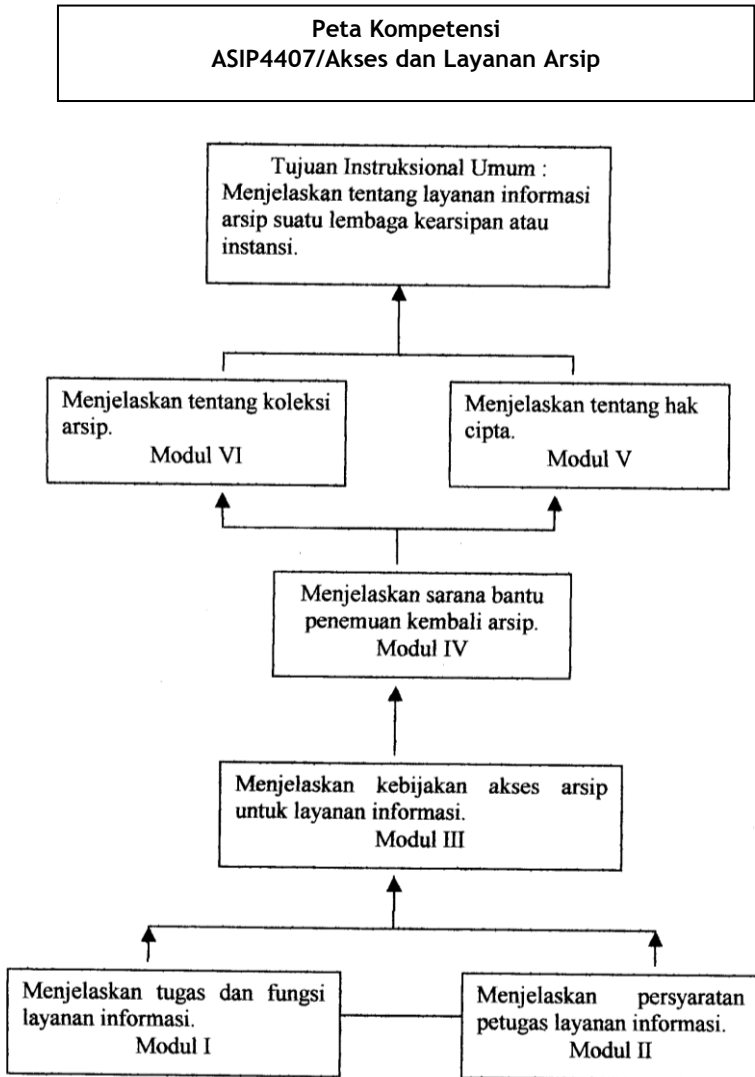 Peta Kompetensi
ASIP4407/Akses dan Layanan Arsip
Tujuan Instruksional Umum :
Menjelaskan tentang layanan informasi
arsip suatu lembaga kearsipan atau
instansi.
Menjelaskan tentang koleksi
arsip.
Modul VI
Menjelaskan tentang hak
cipta.
Modul V
Menjelaskan sarana bantu
penemuan kembali arsip.
Modul IV
Menjelaskan kebijakan akses arsip
untuk layanan informasi.
Modul III
Menjelaskan tugas dan fungsi
layanan informasi.
Modul I
Menjelaskan persyaratan
petugas layanan informasi.
Modul II